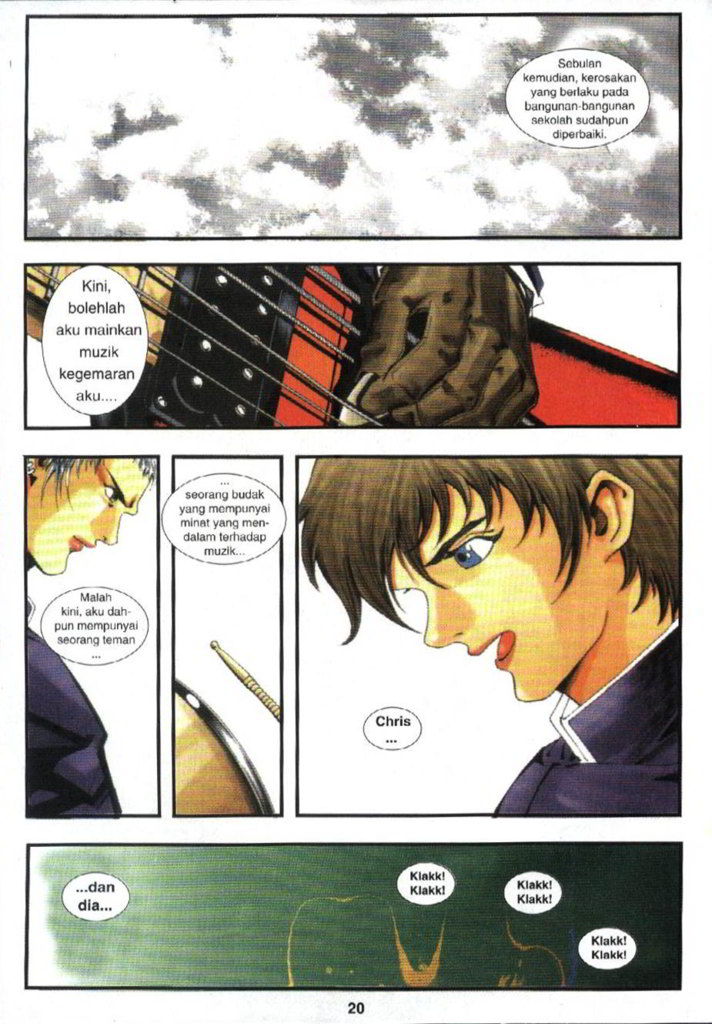 Sebulan
kemudian, kerosakan
yang berlaku pada
bangunan-bangunan
sekolah sudahpun
diperbaiki.
Kini,
bolehlah
aku mainkan
muzik
kegemaran
aku....
Malah
kini, aku dah-
pun mempunyai
seorang teman
...
...
seorang budak
yang mempunyai
minat yang men-
dalam terhadap
muzik...
Chris
...
...dan
dia...
Klakk!
Klakk!
Klakk!
Klakk!
Klakk!
Klakk!
20